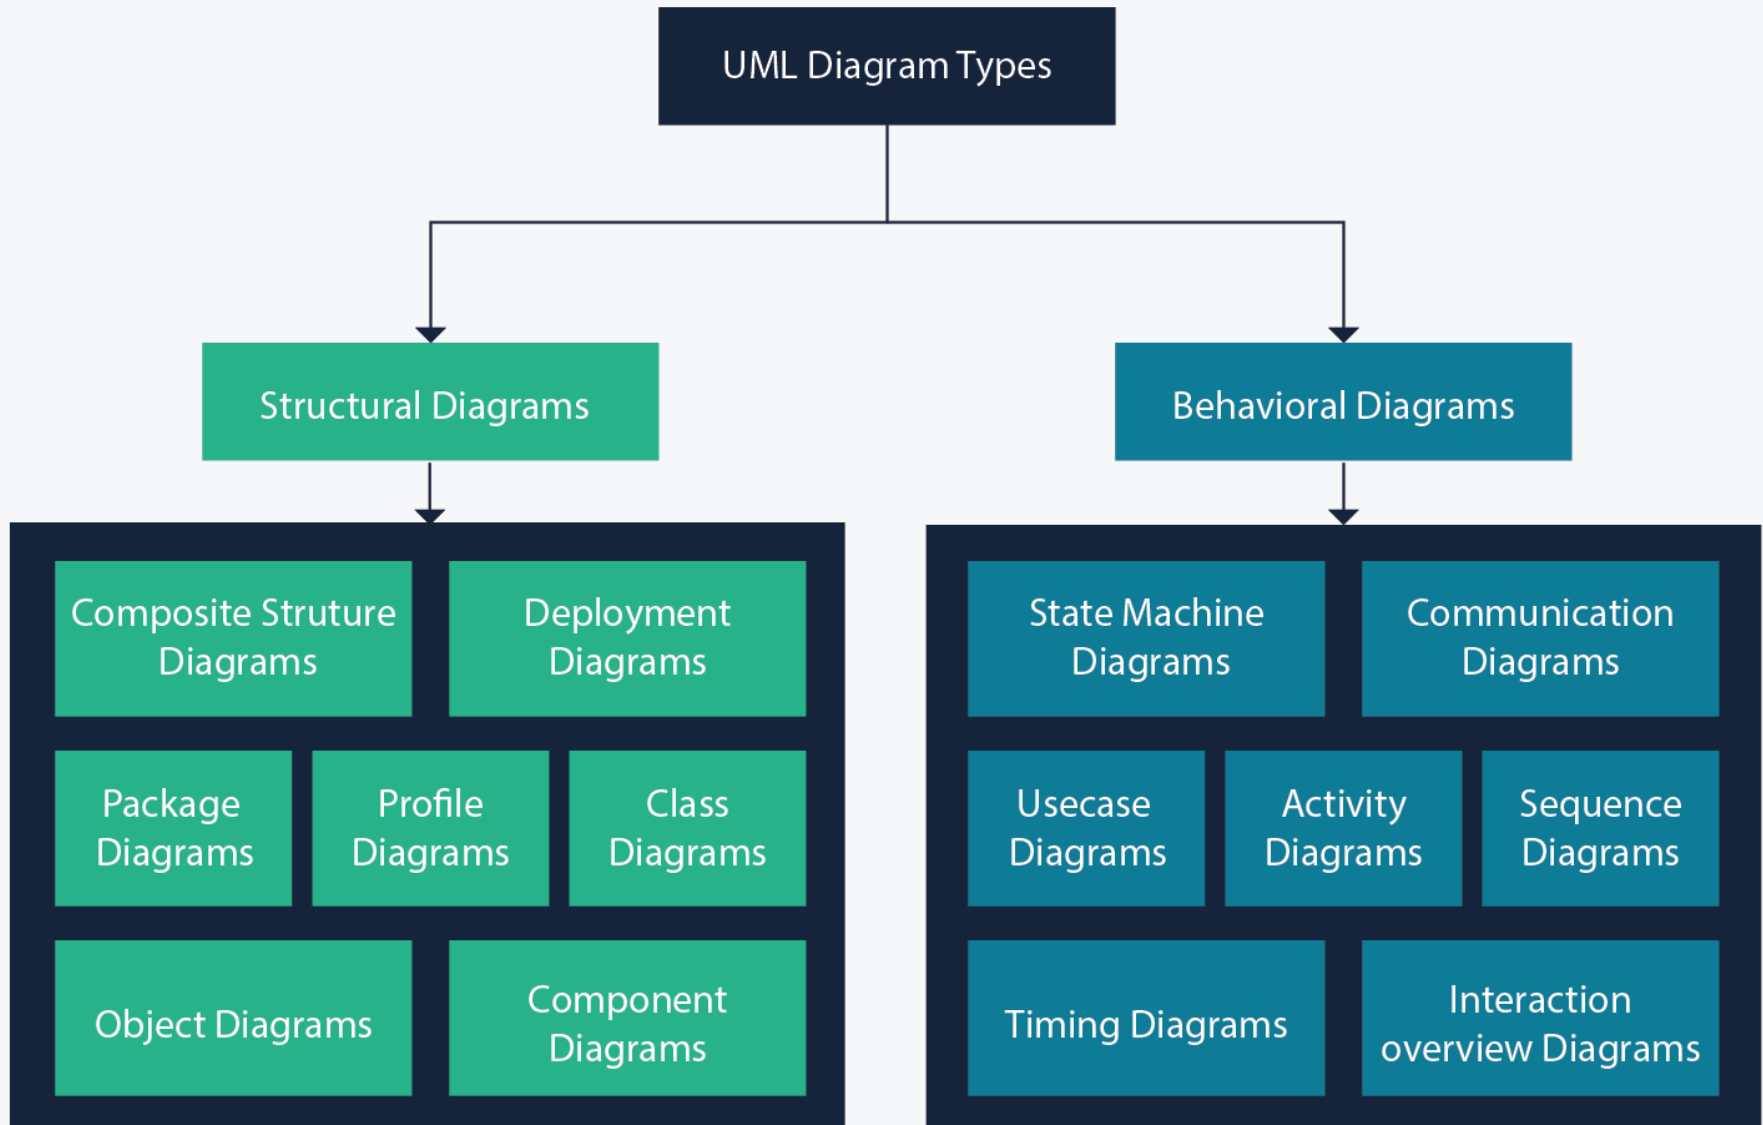 UML Diagram Types
Structural Diagrams
Behavioral Diagrams
Composite Struture
Diagrams
Deployment
Diagrams
Package
Diagrams
Profile
Diagrams
Class
Diagrams
Object Diagrams
Component
Diagrams
State Machine
Diagrams
Communication
Diagrams
Usecase
Diagrams
Activity
Diagrams
Sequence
Diagrams
Timing Diagrams
Interaction
overview Diagrams